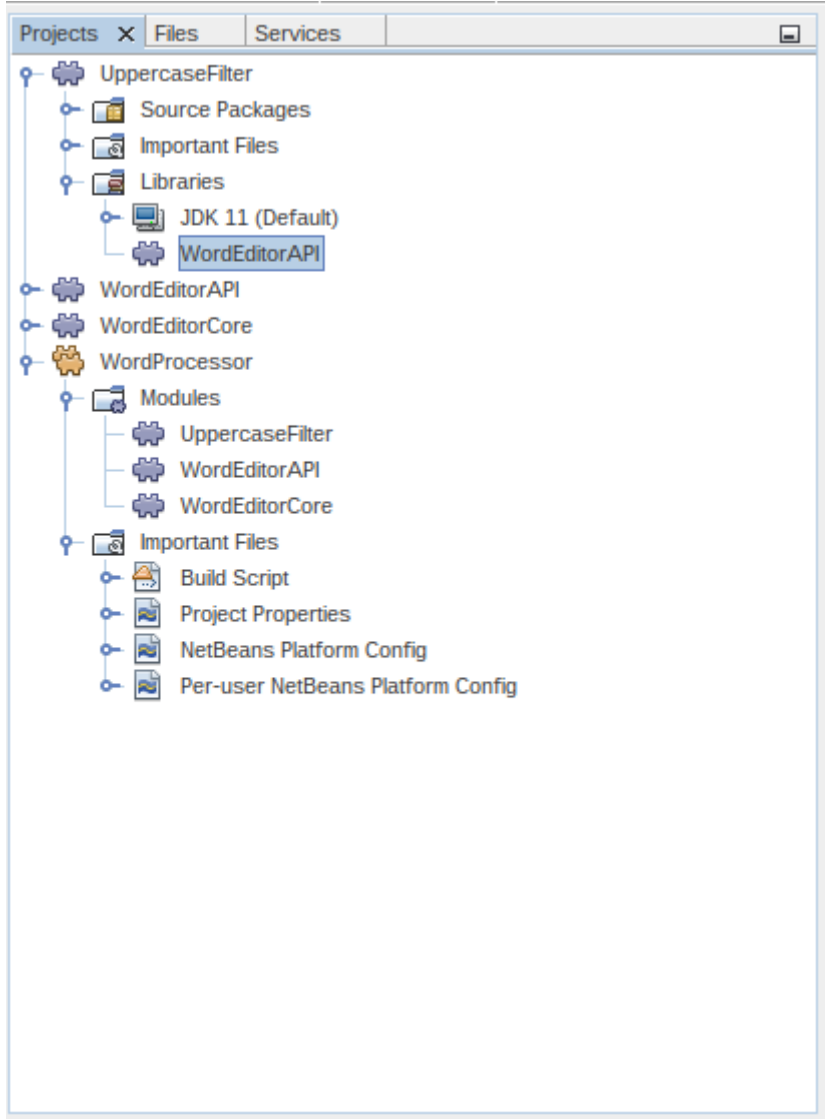 Projects Files Services
UppercaseFilter
Source Packages
Important Files
Libraries
JDK 11 (Default)
WordEditorAPI
WordEditorAPI
WordEditorCore
WordProcessor
Modules
UppercaseFilter
WordEditorAPI
WordEditorCore
Important Files
Build Script
Project Properties
NetBeans Platform Config
Per-user NetBeans Platform Config